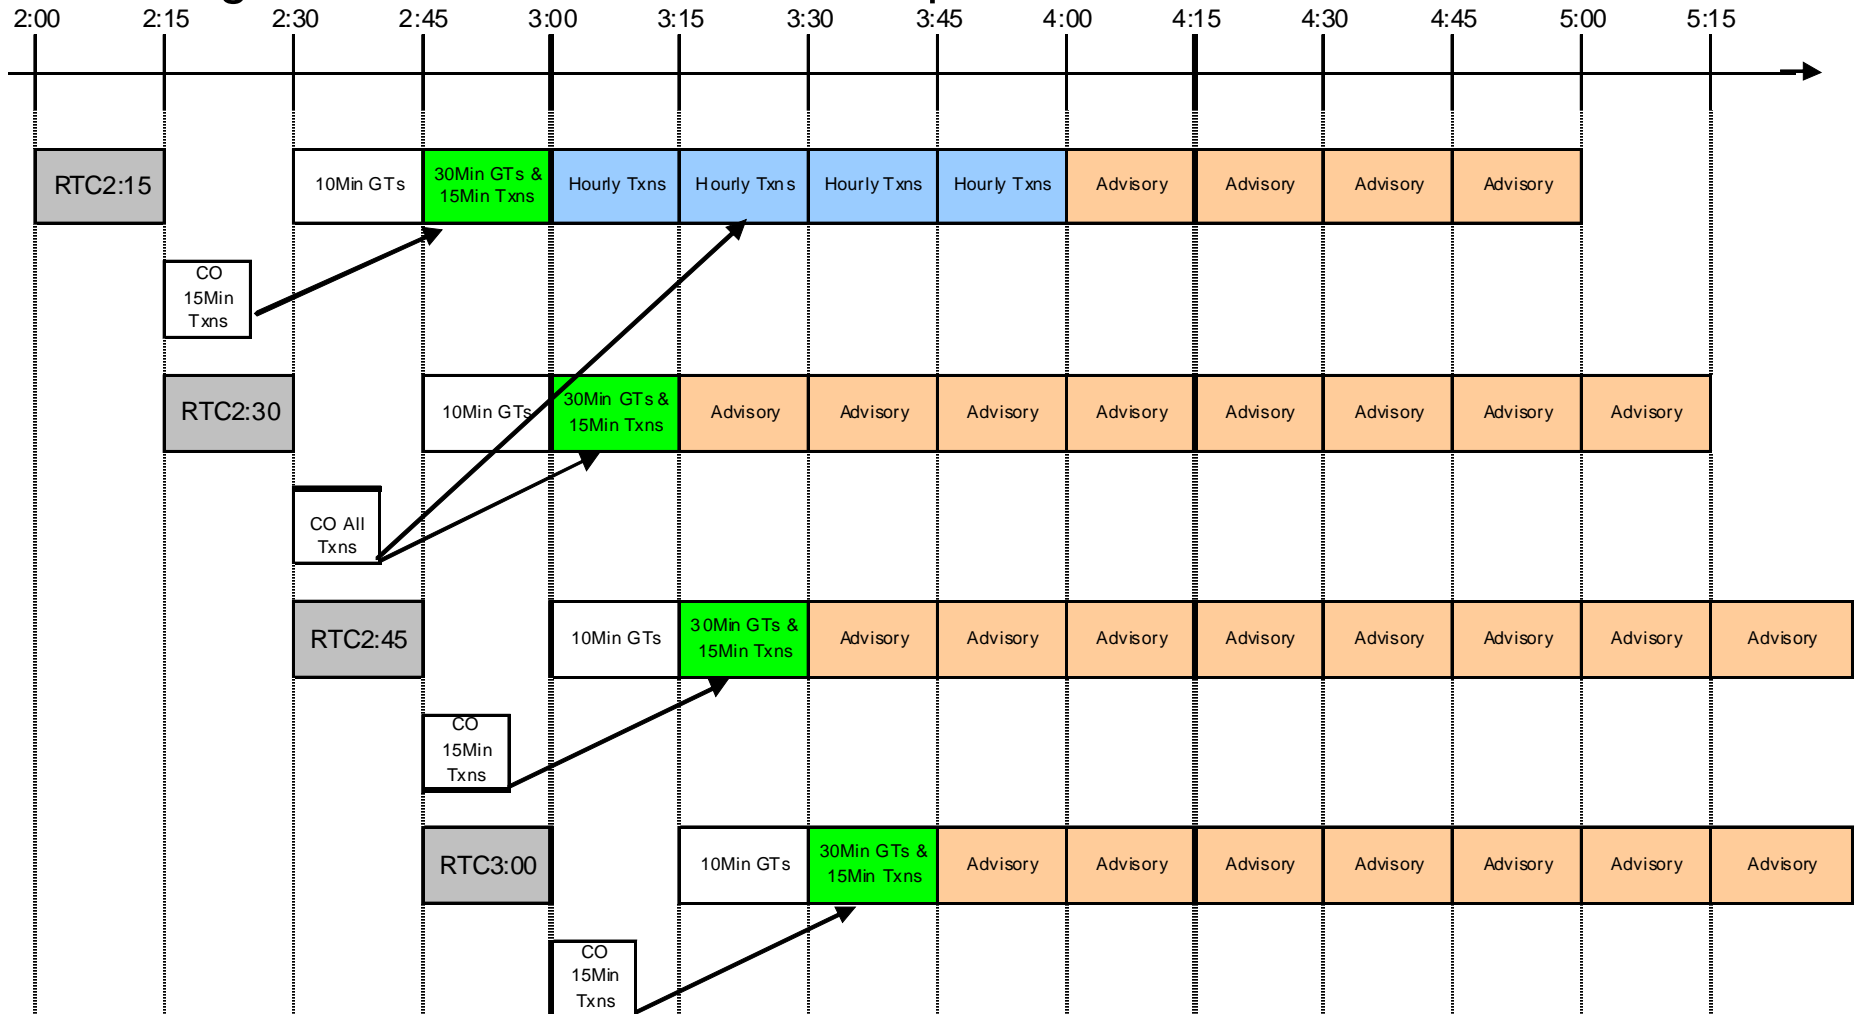 2:00 2:15 2:30 2:45 3:00 3:15 3:30 3:45 4:00 4:15 4:30 4:45 5:00 5:15
RTC2:15
10Min GTs
30Min GTs &
15Min Txns
Hourly Txns
Hourly Txns
Hourly Txns
Hourly Txns
Advisory
Advisory
Advisory
Advisory
CO
15Min
Txns
RTC2:30
10Min GTs
30Min GTs &
15Min Txns
Advisory
Advisory
Advisory
Advisory
Advisory
Advisory
Advisory
Advisory
CO All
Txns
RTC2:45
10Min GTs
30Min GTs &
15Min Txns
Advisory
Advisory
Advisory
Advisory
Advisory
Advisory
Advisory
Advisory
CO
15Min
Txns
RTC3:00
10Min GTs
30Min GTs &
15Min Txns
Advisory
Advisory
Advisory
Advisory
Advisory
Advisory
Advisory
CO
15Min
Txns